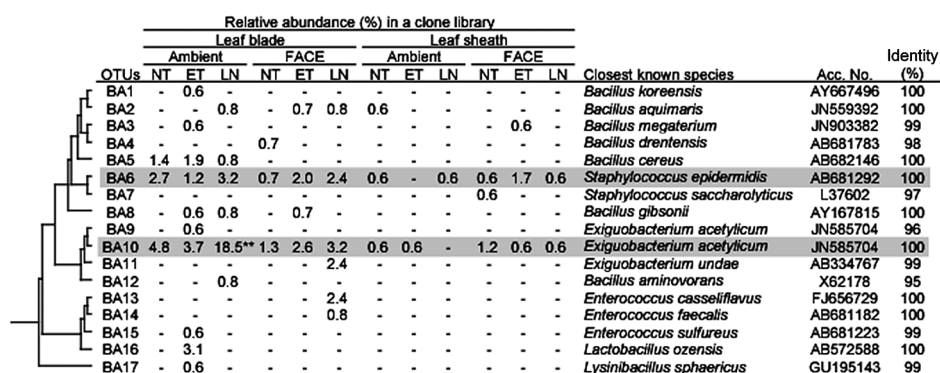 Relative abundance (%) in a clone library
Leaf blade Leaf sheath
Ambient FACE Ambient FACE Identity
OTUs NT ET LN NT ET LN NT ET LN NT ET LN Closest known species Acc. No. (%)
BA1 - 0.6 - - - - - - - - - - Bacillus koreensis AY667496 100
BA2 - - 0.8 - 0.7 0.8 0.6 - - - - - Bacillus aquimaris JN559392 100
BA3 - 0.6 - - - - - - - - 0.6 - Bacillus megaterium JN903382 99
BA4 - - - 0.7 - - - - - - - - Bacillus drentensis AB681783 98
BA5 1.4 1.9 0.8 - - - - - - - - - Bacillus cereus AB682146 100
BA6 2.7 1.2 3.2 0.7 2.0 2.4 0.6 - 0.6 0.6 1.7 0.6 Staphylococcus epidermidis AB681292 100
BA7 - - - - - - - - - 0.6 - - Staphylococcus saccharolyticus L37602 97
BA8 - 0.6 0.8 - 0.7 - - - - - - - Bacillus gibsonii AY167815 100
BA9 - 0.6 - - - - - - - - - - Exiguobacterium acetylicum JN585704 96
BA10 4.8 3.7 18.5** 1.3 2.6 3.2 0.6 0.6 - 1.2 0.6 0.6 Exiguobacterium acetylicum JN585704 100
BA11 - - - - - 2.4 - - - - - - Exiguobacterium undae AB334767 99
BA12 - - 0.8 - - - - - - - - - Bacillus aminovorans X62178 95
BA13 - - - - - 2.4 - - - - - - Enterococcus casseliflavus FJ656729 100
BA14 - - - - - 0.8 - - - - - - Enterococcus faecalis AB681182 100
BA15 - 0.6 - - - - - - - - - - Enterococcus sulfureus AB681223 99
BA16 - 3.1 - - - - - - - - - - Lactobacillus ozensis AB572588 100
BA17 - 0.6 - - - - - - - - - - Lysinibacillus sphaericus GU195143 99